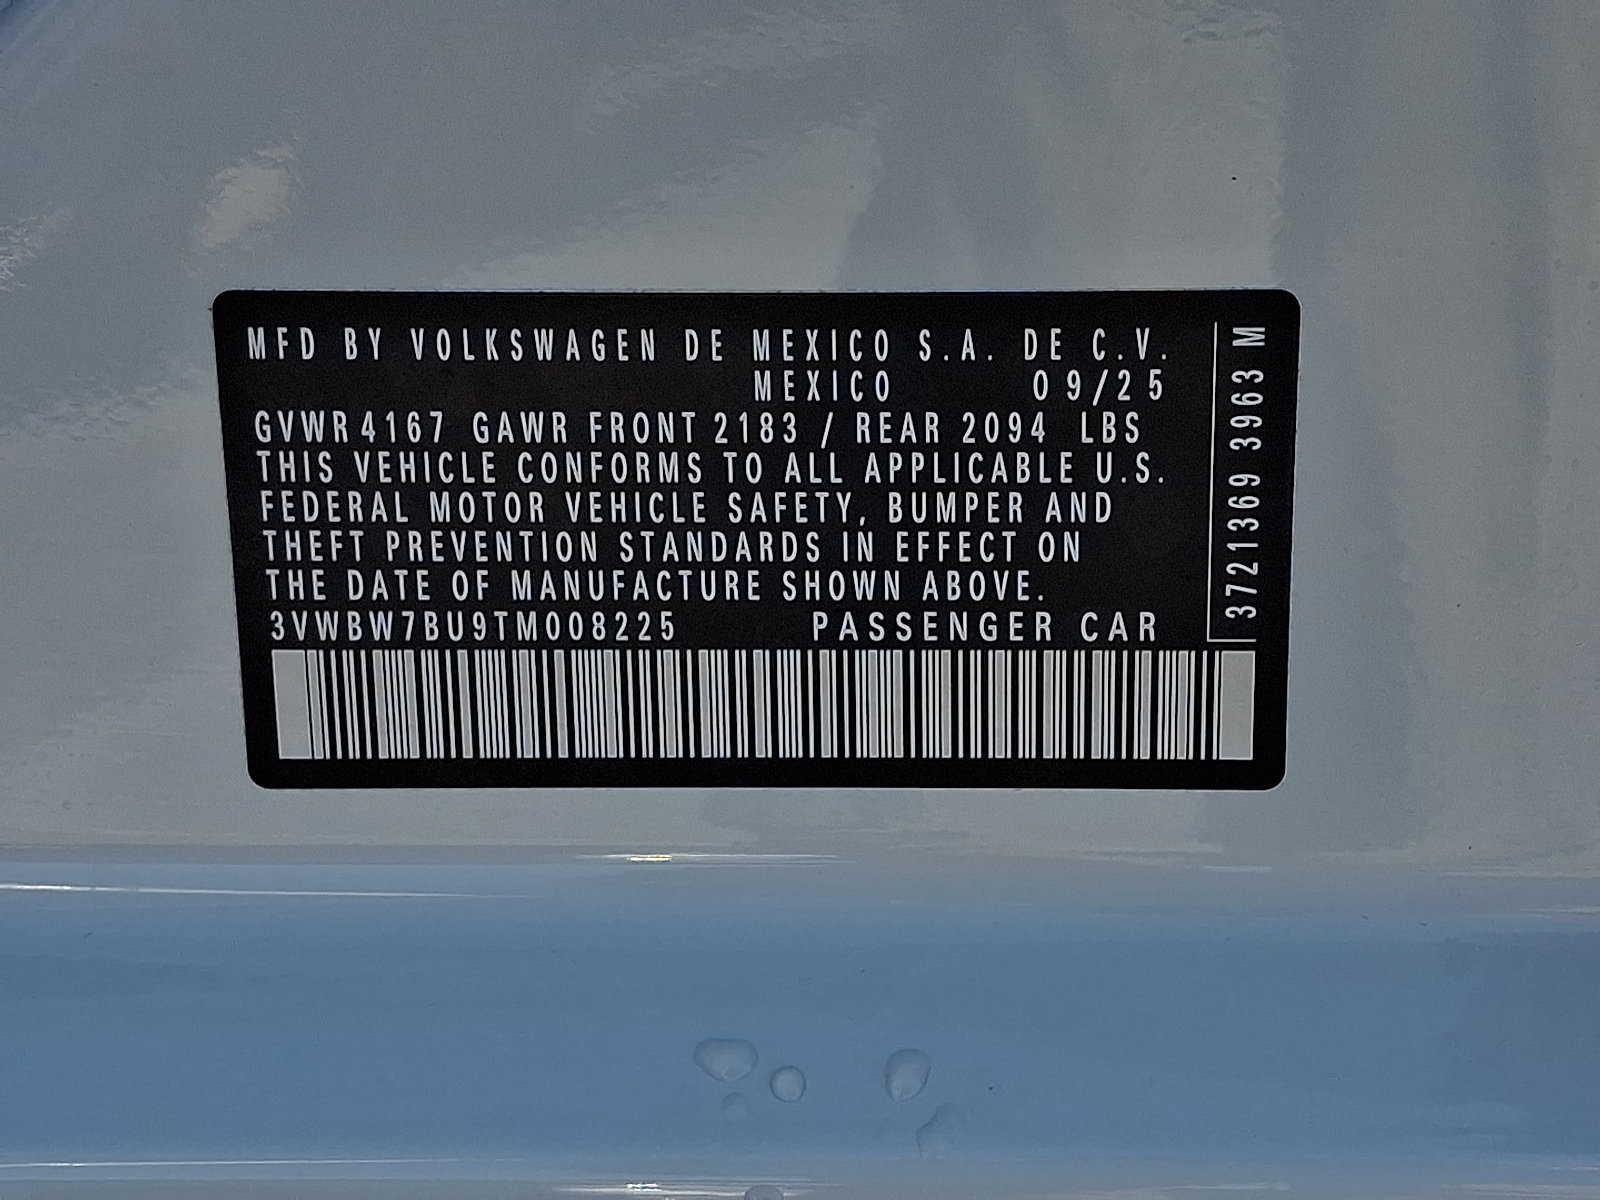 MFD BY VOLKSWAGEN DE MEXICO S.A. DE C.V.
MEXICO 09/25
GVWR 4167 GAWR FRONT 2183 / REAR 2094 LBS
THIS VEHICLE CONFORMS TO ALL APPLICABLE U.S.
FEDERAL MOTOR VEHICLE SAFETY, BUMPER AND
THEFT PREVENTION STANDARDS IN EFFECT ON
THE DATE OF MANUFACTURE SHOWN ABOVE.
3VWBW7BU9TM008225 PASSENGER CAR
3721369 3963 M